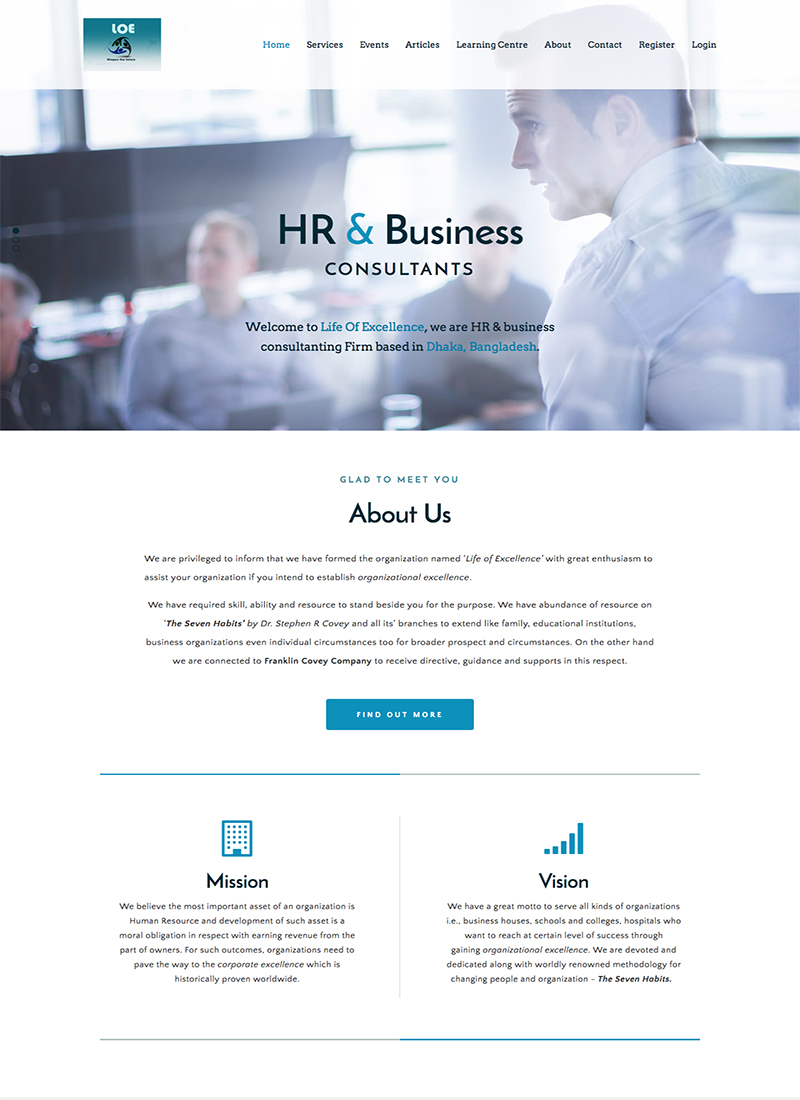 LOE
Home Services Events Articles Learning Centre About Contact Register Login
HR & Business
CONSULTANTS
Welcome to Life Of Excellence, we are HR & business
consultanting Firm based in Dhaka, Bangladesh.
GLAD TO MEET YOU
About Us
We are privileged to inform that we have formed the organization named ‘Life of Excellence’ with great enthusiasm to
assist your organization if you intend to establish organizational excellence.
We have required skill, ability and resource to stand beside you for the purpose. We have abundance of resource on
‘The Seven Habits’ by Dr. Stephen R Covey and all its’ branches to extend like family, educational institutions,
business organizations even individual circumstances too for broader prospect and circumstances. On the other hand
we are connected to Franklin Covey Company to receive directive, guidance and supports in this respect.
FIND OUT MORE
Mission
We believe the most important asset of an organization is
Human Resource and development of such asset is a
moral obligation in respect with earning revenue from the
part of owners. For such outcomes, organizations need to
pave the way to the corporate excellence which is
historically proven worldwide.
Vision
We have a great motto to serve all kinds of organizations
i.e., business houses, schools and colleges, hospitals who
want to reach at certain level of success through
gaining organizational excellence. We are devoted and
dedicated along with worldly renowned methodology for
changing people and organization – The Seven Habits.